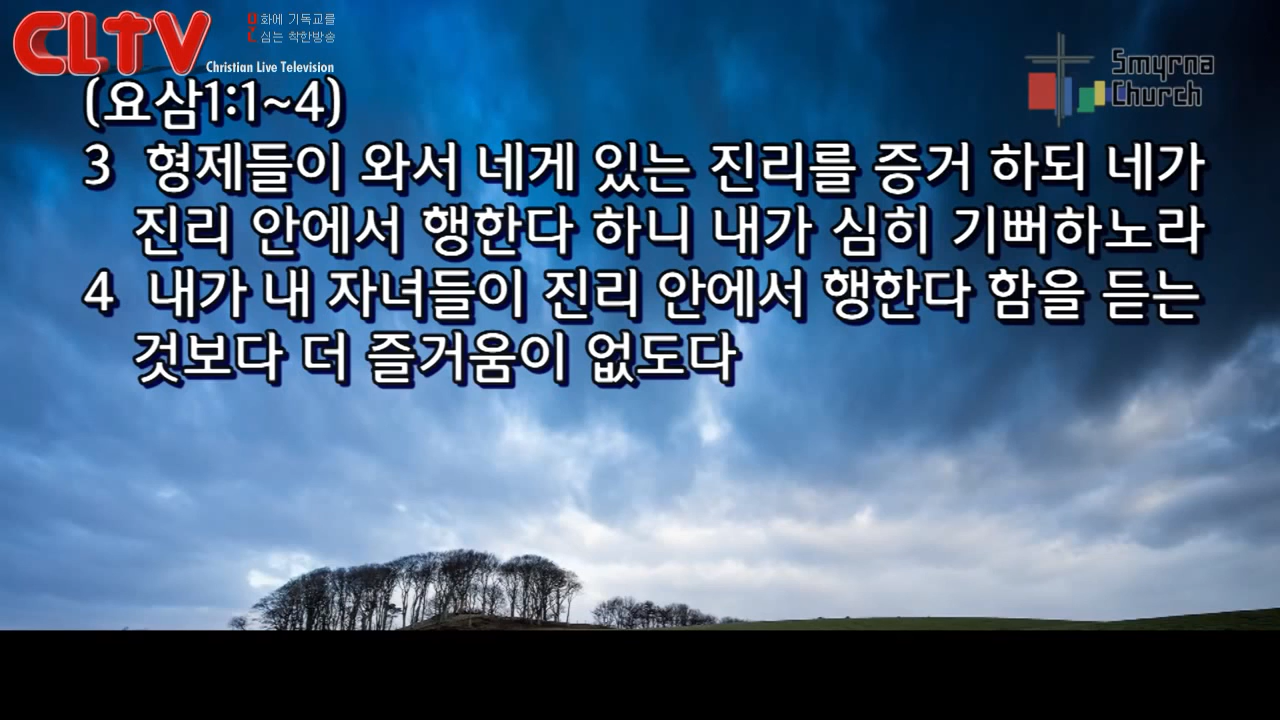 CLTV
문화에 기독교를
심는 착한방송
Christian Live Television
Smyrna
Church
(요삼1:1~4)
3 형제들이 와서 네게 있는 진리를 증거 하되 네가
진리 안에서 행한다 하니 내가 심히 기뻐하노라
4 내가 내 자녀들이 진리 안에서 행한다 함을 듣는
것보다 더 즐거움이 없도다